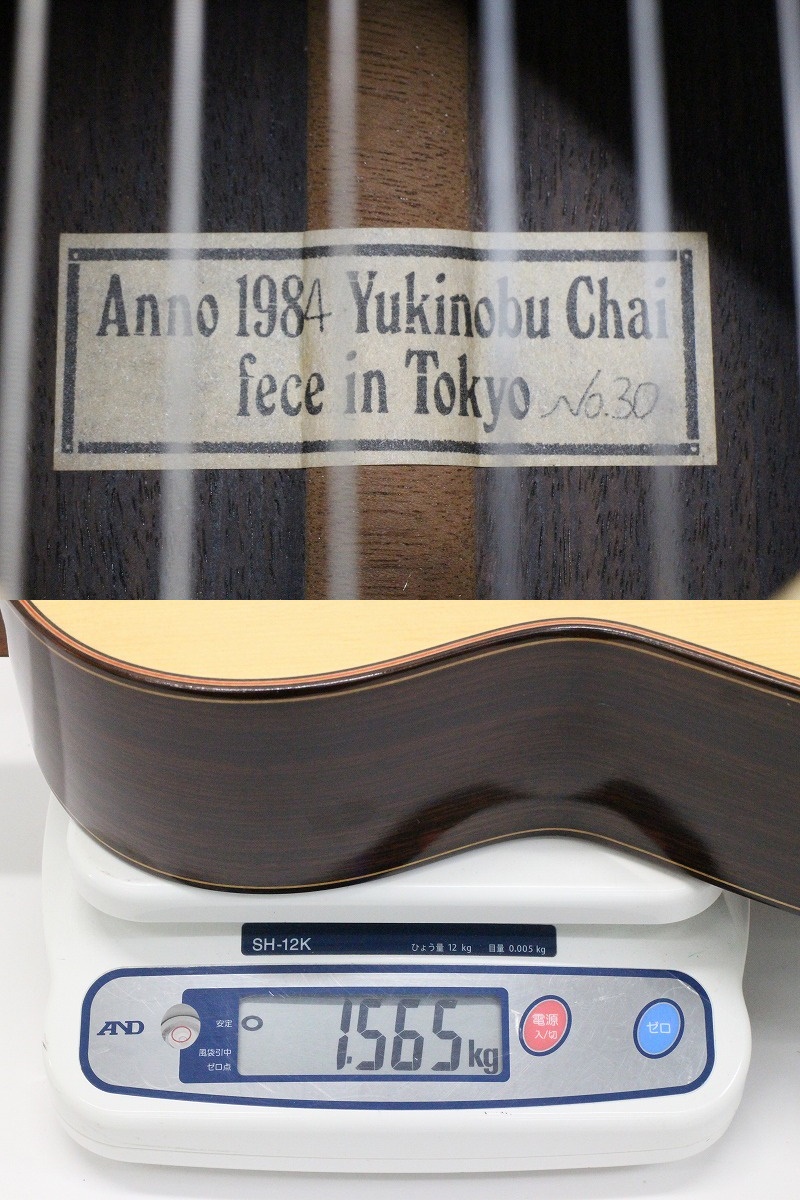 Anno 1984 Yukinobu Chai
fece in Tokyo No.30
SH-12K ひょう量 12 kg 目量 0.005 kg
AND
安定
風袋引中
ゼロ点
1.565 kg
電源
入/切
ゼロ